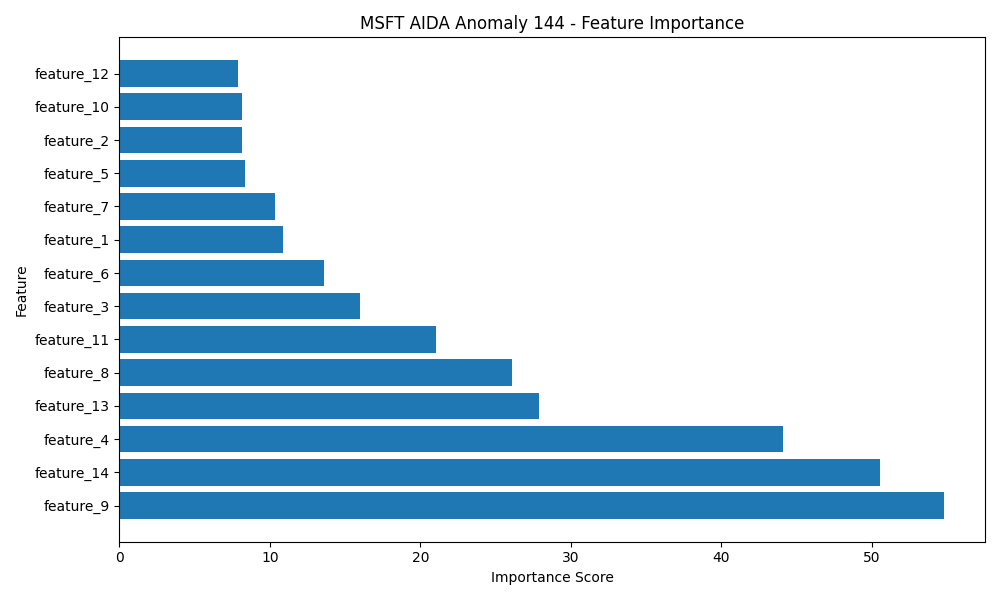 MSFT AIDA Anomaly 144 - Feature Importance
Feature
feature_12
feature_10
feature_2
feature_5
feature_7
feature_1
feature_6
feature_3
feature_11
feature_8
feature_13
feature_4
feature_14
feature_9
0 10 20 30 40 50
Importance Score